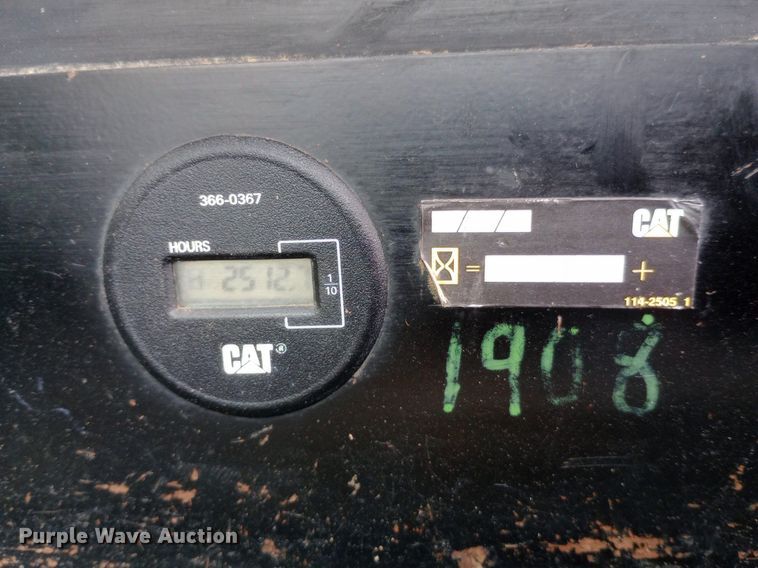 366-0367
HOURS
2512
1/10
CAT®
CAT
= +
114-2505 1
1908
Purple Wave Auction